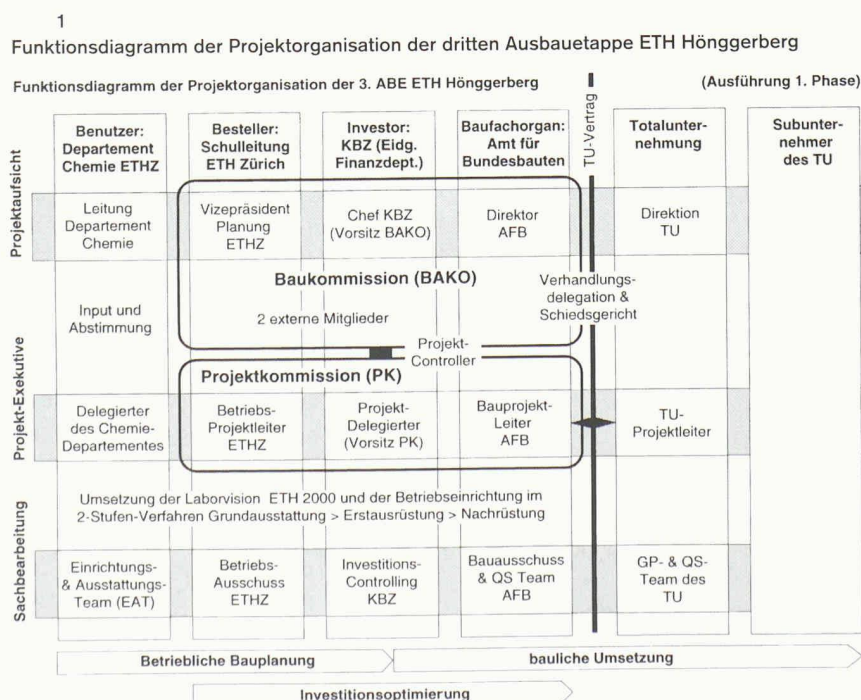 1
Funktionsdiagramm der Projektorganisation der dritten Ausbauetappe ETH Hönggerberg
Funktionsdiagramm der Projektorganisation der 3. ABE ETH Hönggerberg
(Ausführung 1. Phase)
TU-Vertrag
Benutzer:
Departement
Chemie ETHZ
Besteller:
Schulleitung
ETH Zürich
Investor:
KBZ (Eidg.
Finanzdept.)
Baufachorgan:
Amt für
Bundesbauten
Totalunter-
nehmung
Subunter-
nehmer
des TU
Projektaufsicht
Leitung
Departement
Chemie
Vizepräsident
Planung
ETHZ
Chef KBZ
(Vorsitz BAKO)
Direktor
AFB
Direktion
TU
Baukommission (BAKO)
Verhandlungs-
delegation &
Schiedsgericht
Input und
Abstimmung
2 externe Mitglieder
Projekt-
Controller
Projektkommission (PK)
Projekt-Exekutive
Delegierter
des Chemie-
Departementes
Betriebs-
Projektleiter
ETHZ
Projekt-
Delegierter
(Vorsitz PK)
Bauprojekt-
Leiter
AFB
TU-
Projektleiter
Umsetzung der Laborvision ETH 2000 und der Betriebseinrichtung im
2-Stufen-Verfahren Grundausstattung > Erstausrüstung > Nachrüstung
Sachbearbeitung
Einrichtungs-
& Ausstattungs-
Team (EAT)
Betriebs-
Ausschuss
ETHZ
Investitions-
Controlling
KBZ
Bauausschuss
& QS Team
AFB
GP- & QS-
Team des
TU
Betriebliche Bauplanung
bauliche Umsetzung
Investitionsoptimierung